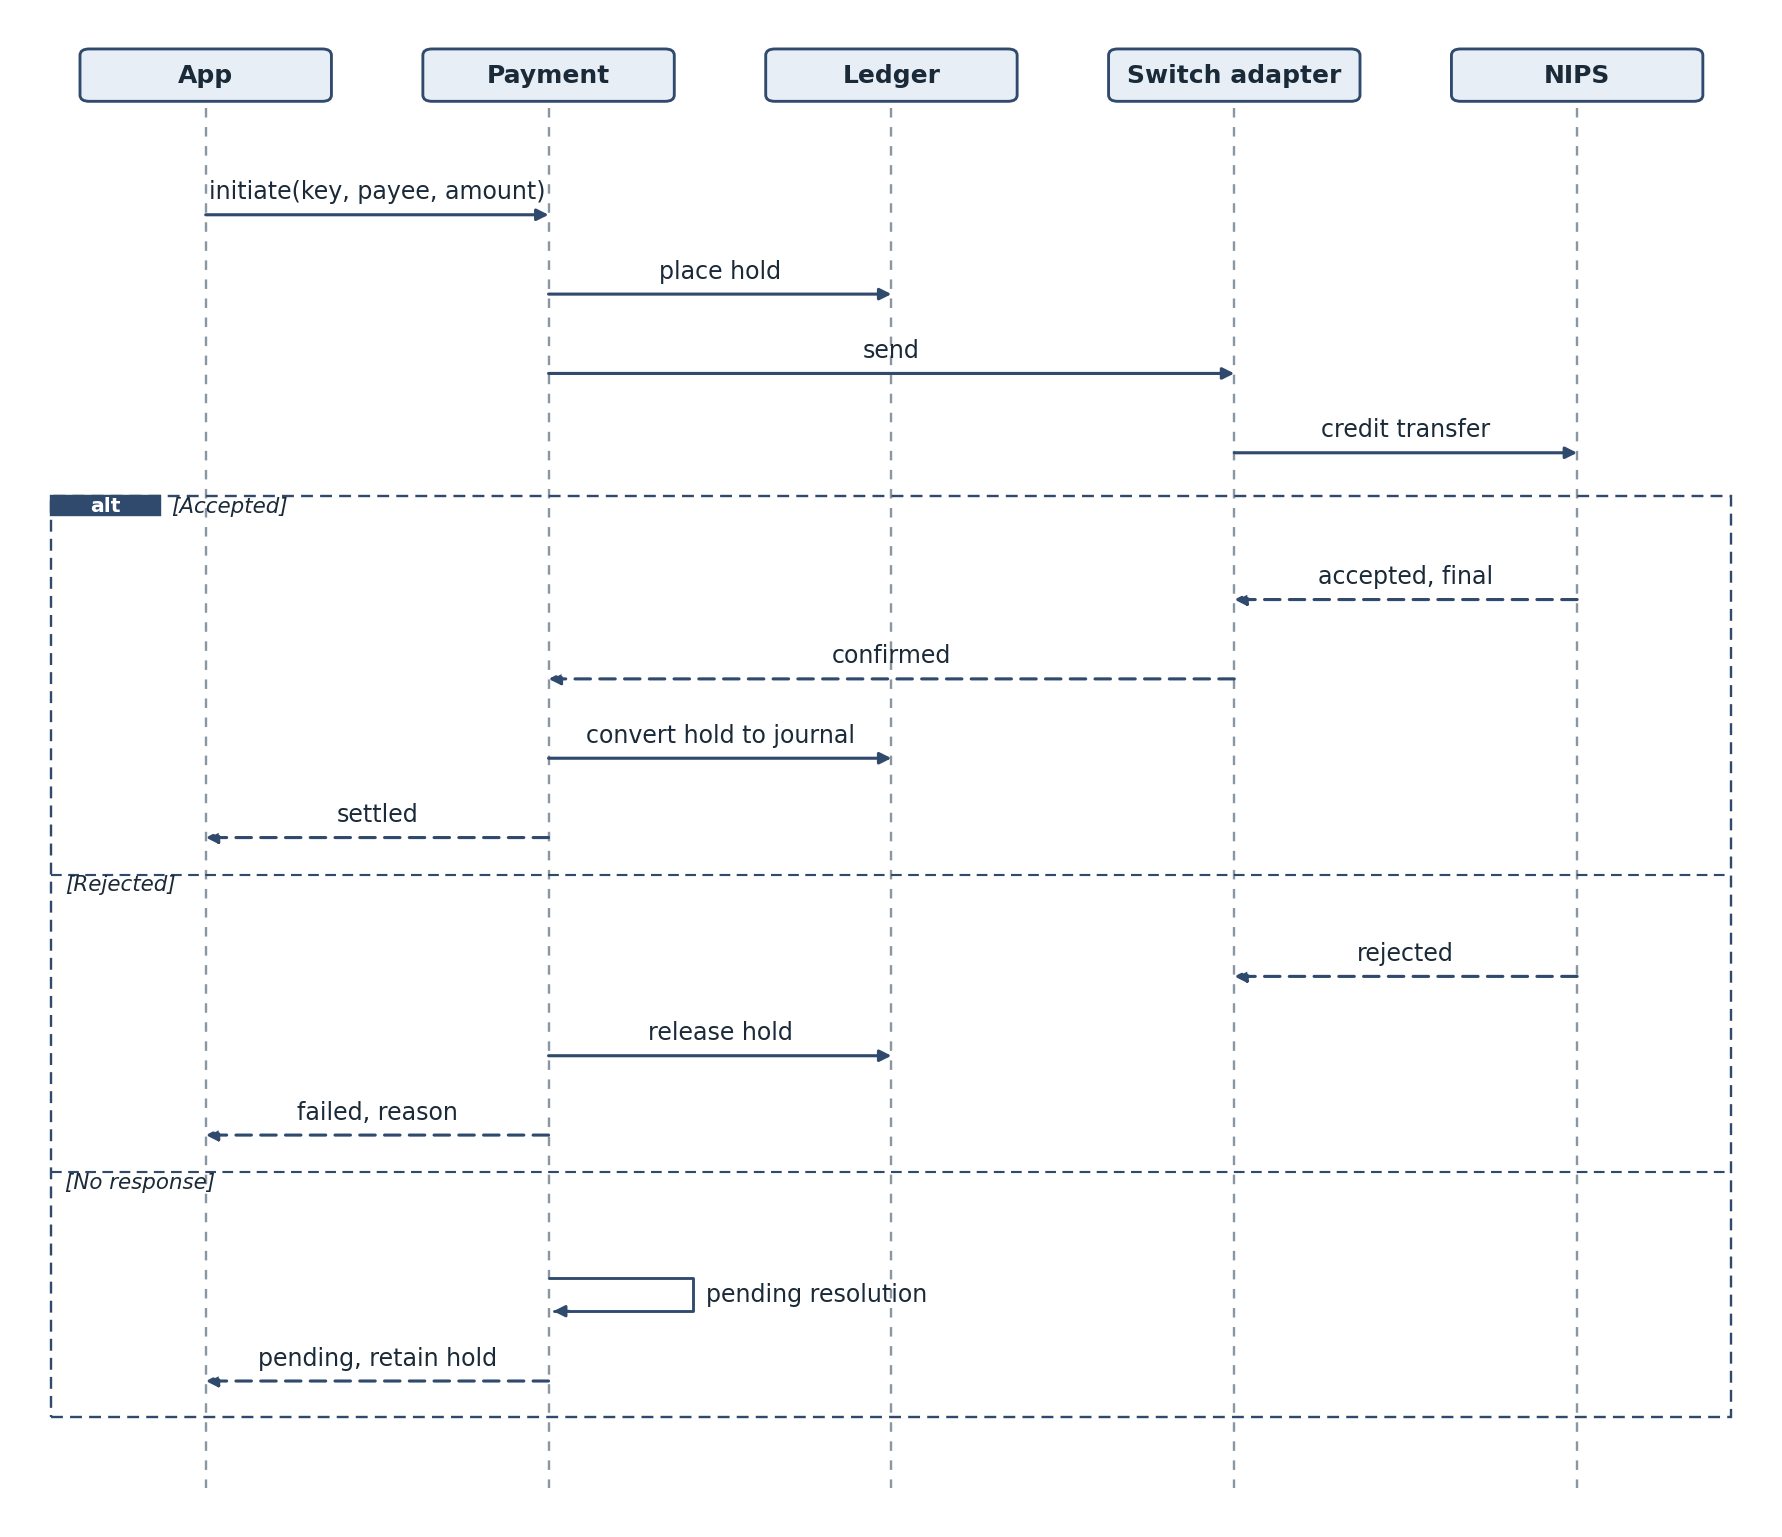 App
Payment
Ledger
Switch adapter
NIPS
initiate(key, payee, amount)
place hold
send
credit transfer
alt
[Accepted]
accepted, final
confirmed
convert hold to journal
settled
[Rejected]
rejected
release hold
failed, reason
[No response]
pending resolution
pending, retain hold